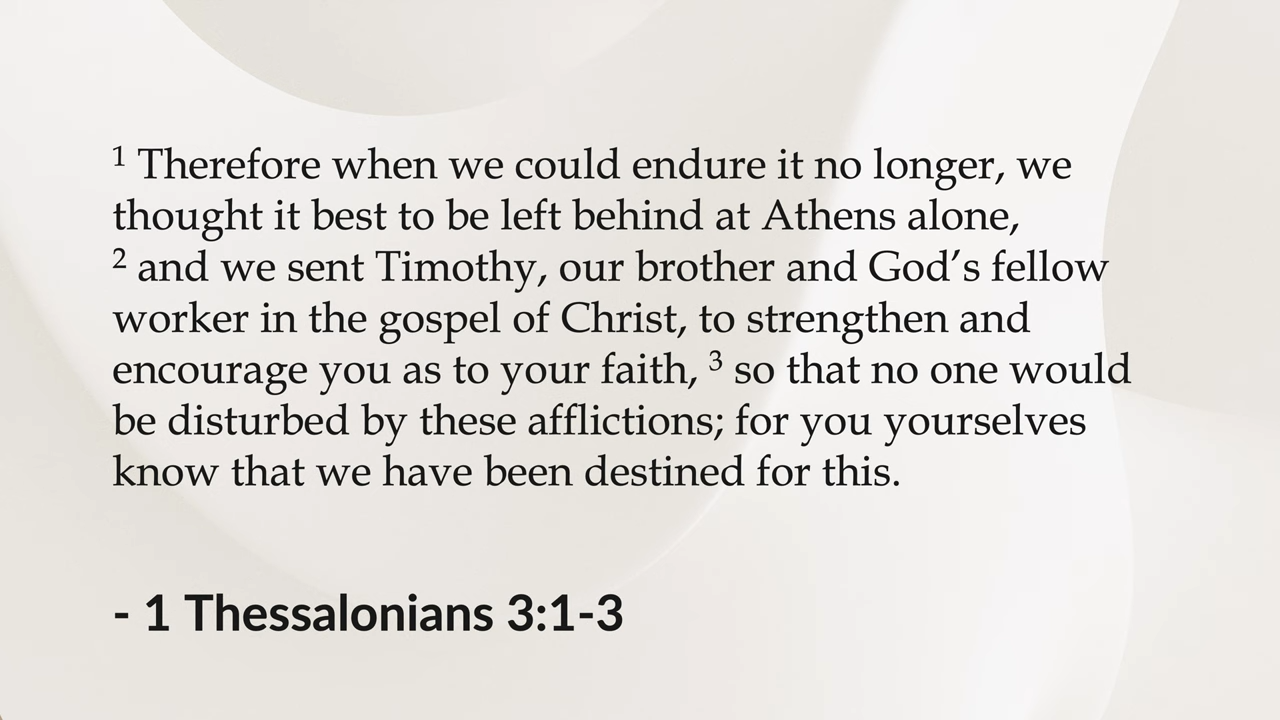 ¹ Therefore when we could endure it no longer, we
thought it best to be left behind at Athens alone,
² and we sent Timothy, our brother and God’s fellow
worker in the gospel of Christ, to strengthen and
encourage you as to your faith, ³ so that no one would
be disturbed by these afflictions; for you yourselves
know that we have been destined for this.
- 1 Thessalonians 3:1-3